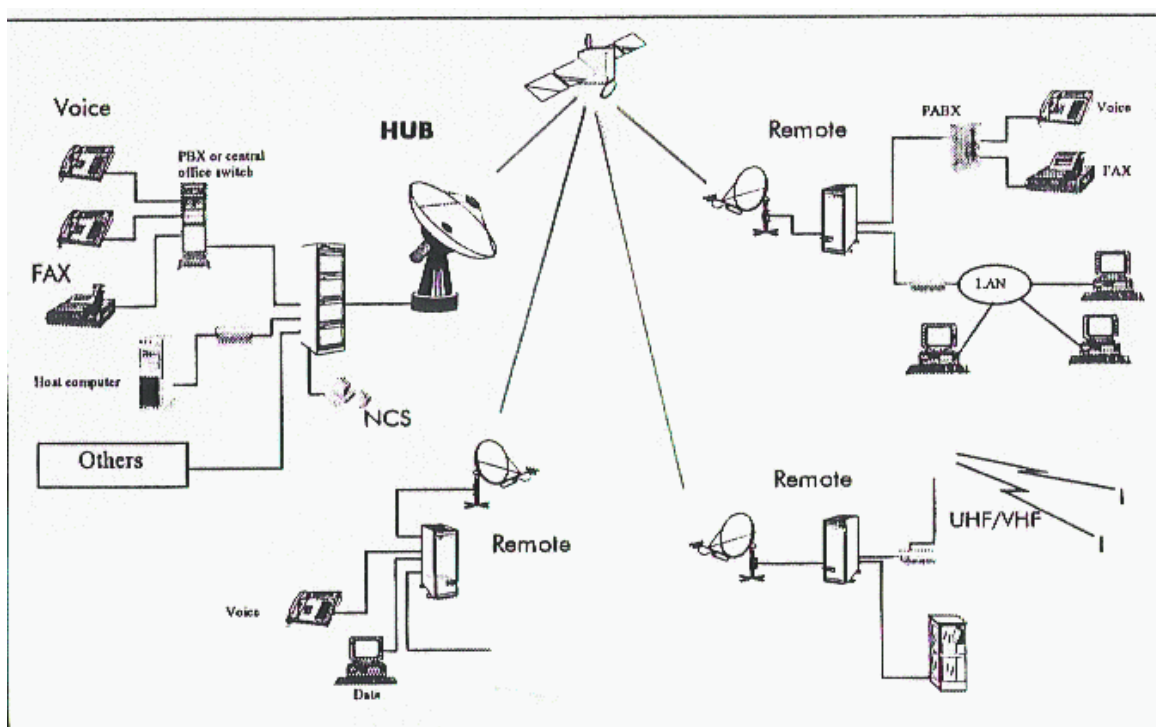 Voice
HUB
Remote
PABX
Voice
FAX
PBX or central
office switch
FAX
LAN
Host computer
NCS
Others
Remote
Remote
UHF/VHF
Voice
Data